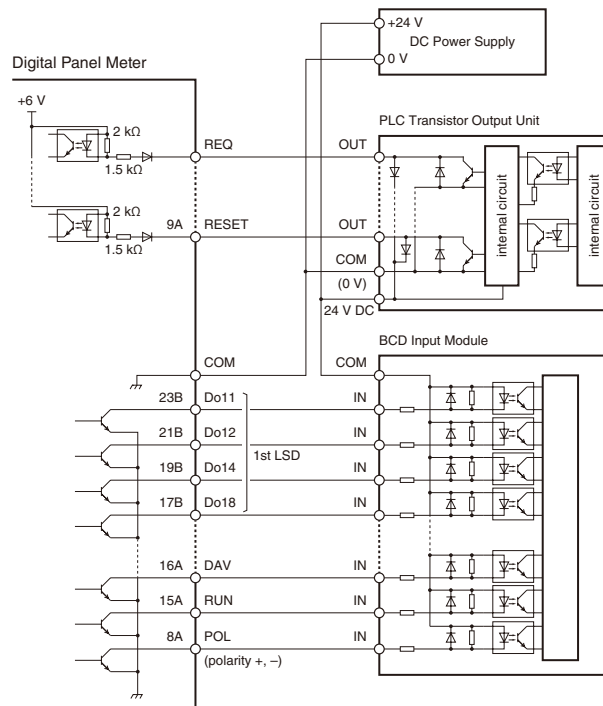 +24 V
DC Power Supply
0 V
Digital Panel Meter
+6 V
PLC Transistor Output Unit
2 kΩ
REQ
OUT
1.5 kΩ
internal circuit
internal circuit
2 kΩ
9A
RESET
OUT
1.5 kΩ
COM
(0 V)
24 V DC
BCD Input Module
COM
COM
23B
Do11
IN
21B
Do12
IN
1st LSD
19B
Do14
IN
17B
Do18
IN
16A
DAV
IN
15A
RUN
IN
8A
POL
IN
(polarity +, –)